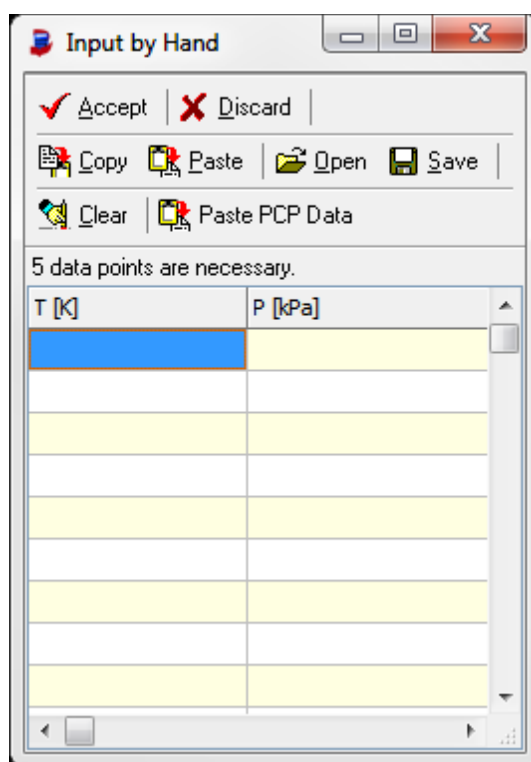 Input by Hand
Accept Discard
Copy Paste Open Save
Clear Paste PCP Data
5 data points are necessary.
T [K] P [kPa]